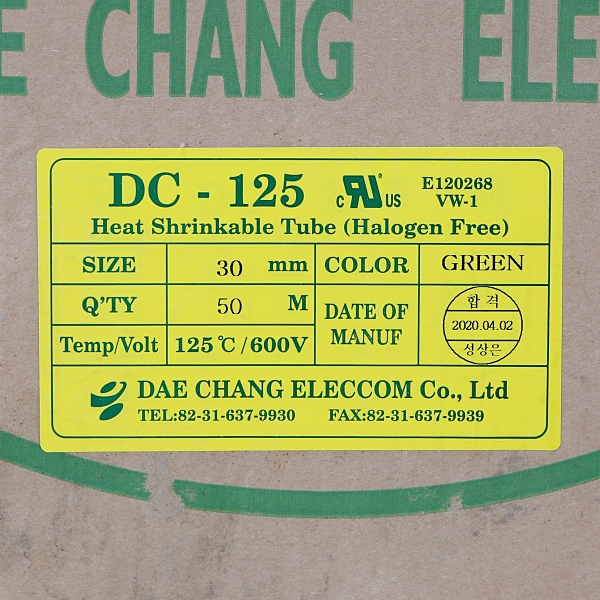 E CHANG ELE
DC - 125 c RU US E120268
VW-1
Heat Shrinkable Tube (Halogen Free)
SIZE 30 mm COLOR GREEN
Q'TY 50 M DATE OF MANUF 합격 2020.04.02 성상은
Temp/Volt 125℃/600V
DAE CHANG ELECCOM Co., Ltd
TEL:82-31-637-9930 FAX:82-31-637-9939